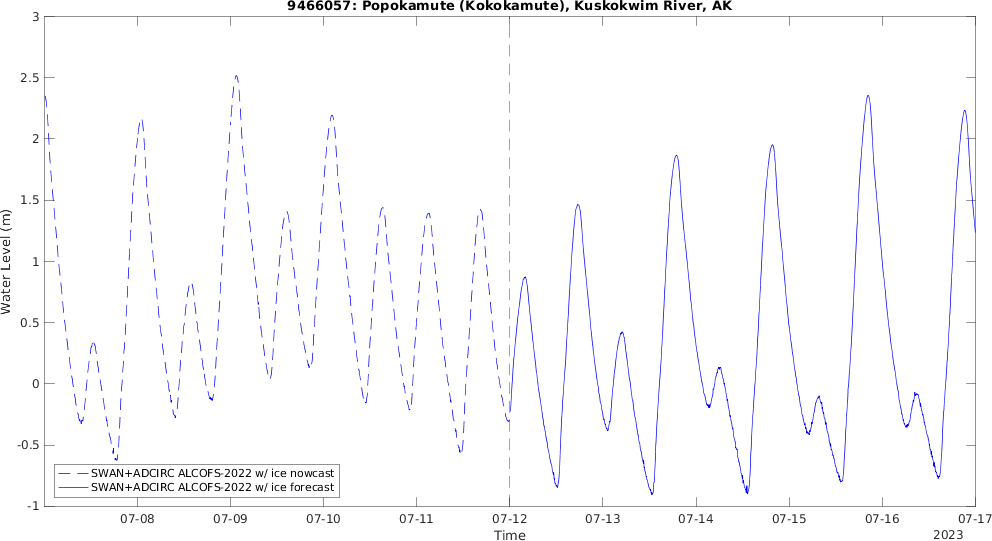 9466057: Popokamute (Kokokamute), Kuskokwim River, AK
3
2.5
2
1.5
1
0.5
0
-0.5
-1
Water Level (m)
SWAN+ADCIRC ALCOFS-2022 w/ ice nowcast
SWAN+ADCIRC ALCOFS-2022 w/ ice forecast
07-08 07-09 07-10 07-11 07-12 07-13 07-14 07-15 07-16 07-17
Time
2023